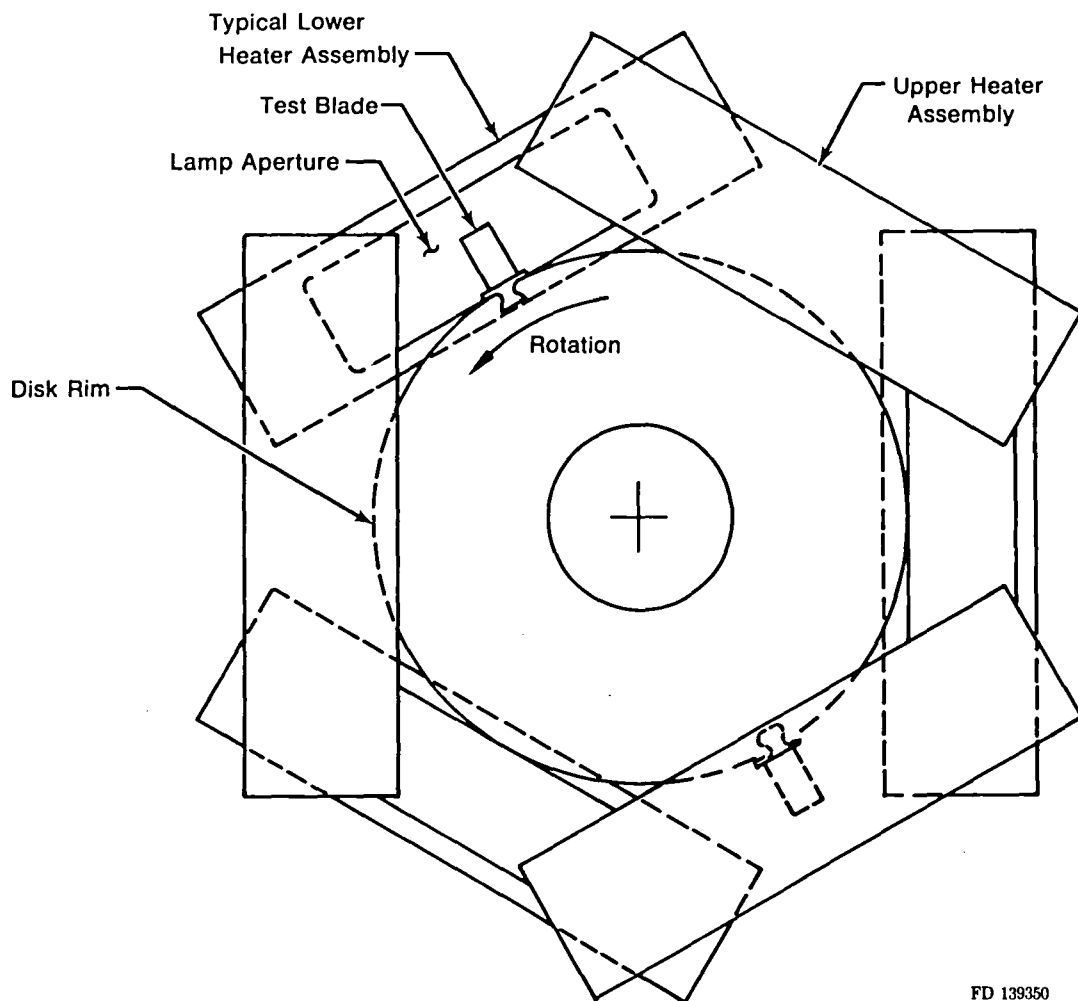 Typical Lower
Heater Assembly
Test Blade
Lamp Aperture
Upper Heater
Assembly
Rotation
Disk Rim
FD 139350